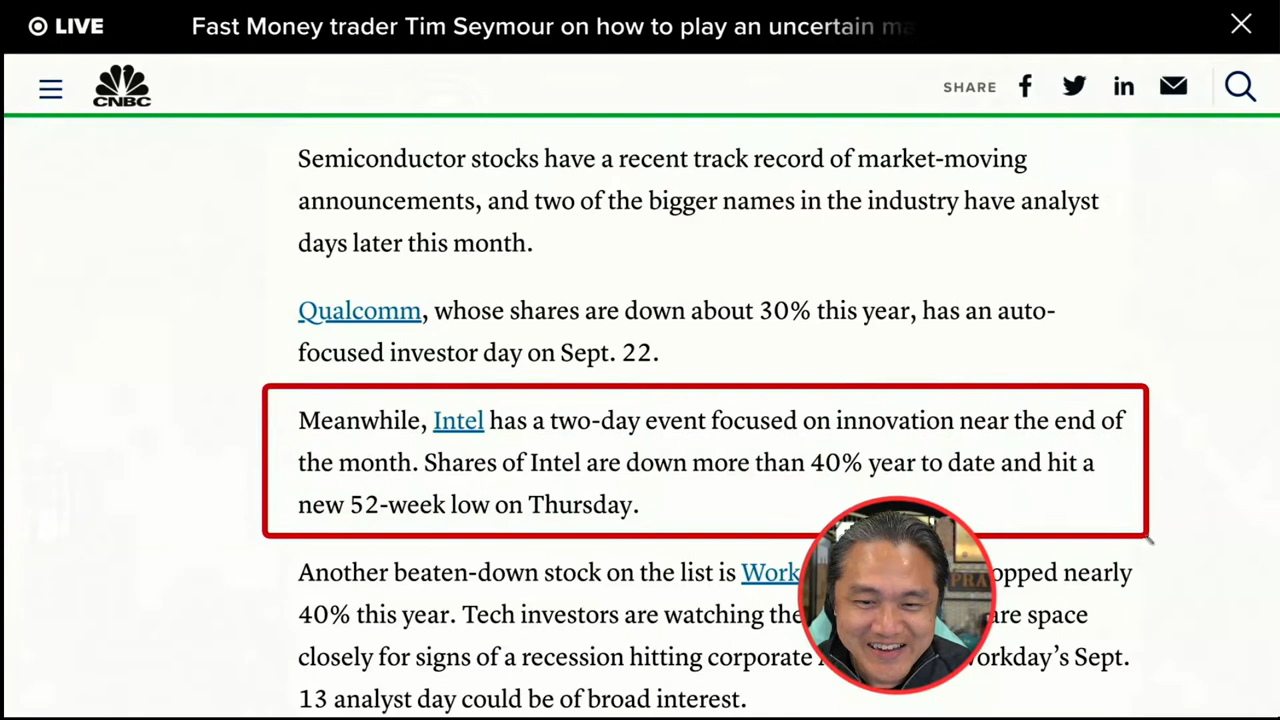 LIVE
Fast Money trader Tim Seymour on how to play an uncertain
CNBC
SHARE
Semiconductor stocks have a recent track record of market-moving
announcements, and two of the bigger names in the industry have analyst
days later this month.
Qualcomm, whose shares are down about 30% this year, has an auto-
focused investor day on Sept. 22.
Meanwhile, Intel has a two-day event focused on innovation near the end of
the month. Shares of Intel are down more than 40% year to date and hit a
new 52-week low on Thursday.
Another beaten-down stock on the list is Work opped nearly
40% this year. Tech investors are watching the are space
closely for signs of a recession hitting corporate orkday's Sept.
13 analyst day could be of broad interest.